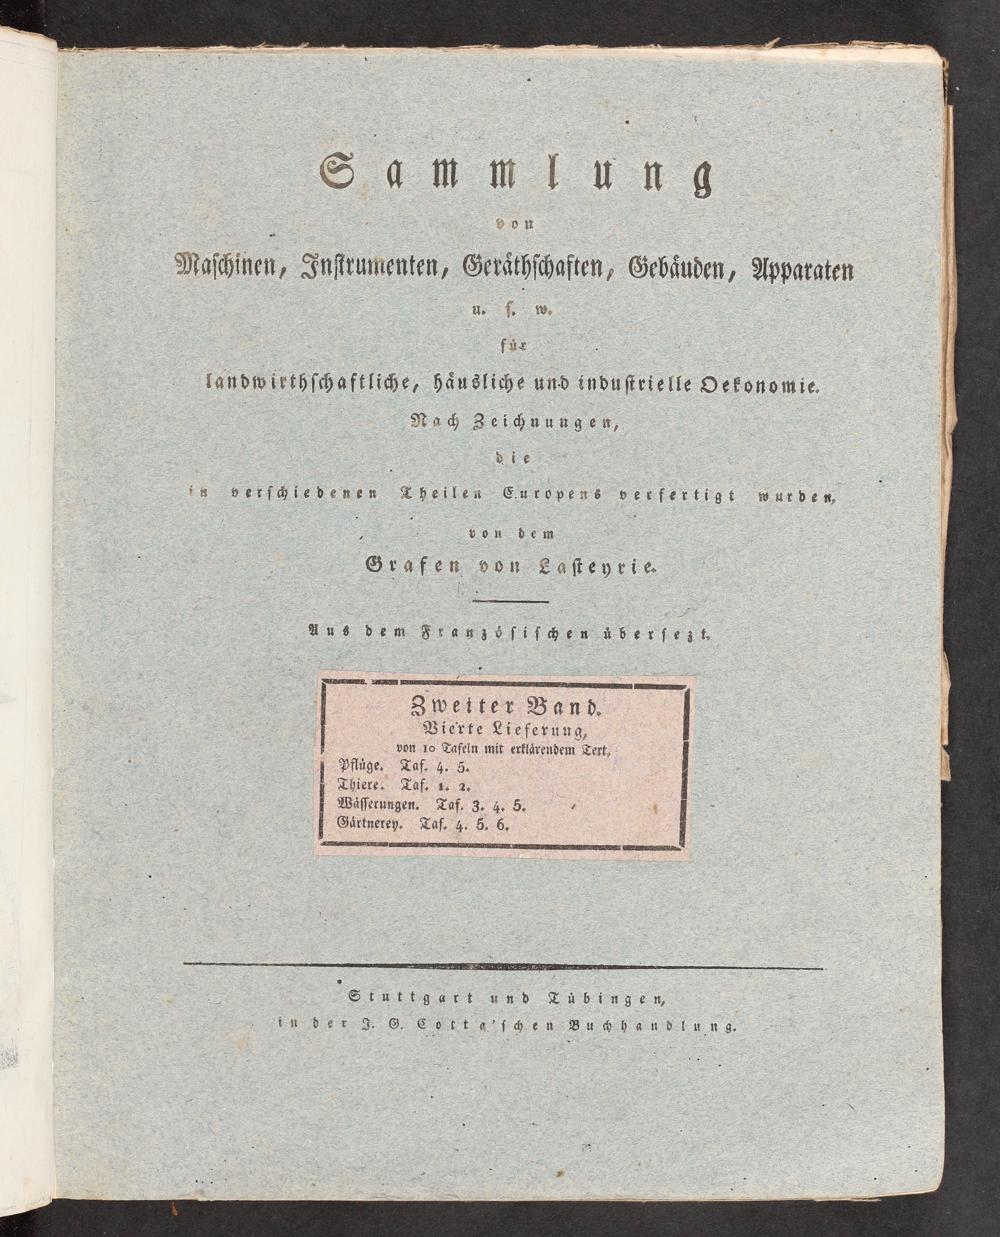 Sammlung
von
Maschinen, Instrumenten, Geräthschaften, Gebäuden, Apparaten
u. s. w.
für
landwirthschaftliche, häusliche und industrielle Oekonomie.
Nach Zeichnungen,
die
in verschiedenen Theilen Europens verfertigt wurden,
von dem
Grafen von Lasteyrie.
Aus dem Französischen übersezt.
Zweiter Band.
Vierte Lieferung,
von 10 Tafeln mit erklärendem Text,
Pflüge. Taf. 4. 5.
Thiere. Taf. 1. 2.
Wässerungen. Taf. 3. 4. 5.
Gärtnerey. Taf. 4. 5. 6.
Stuttgart und Tübingen,
in der J. G. Cotta'schen Buchhandlung.